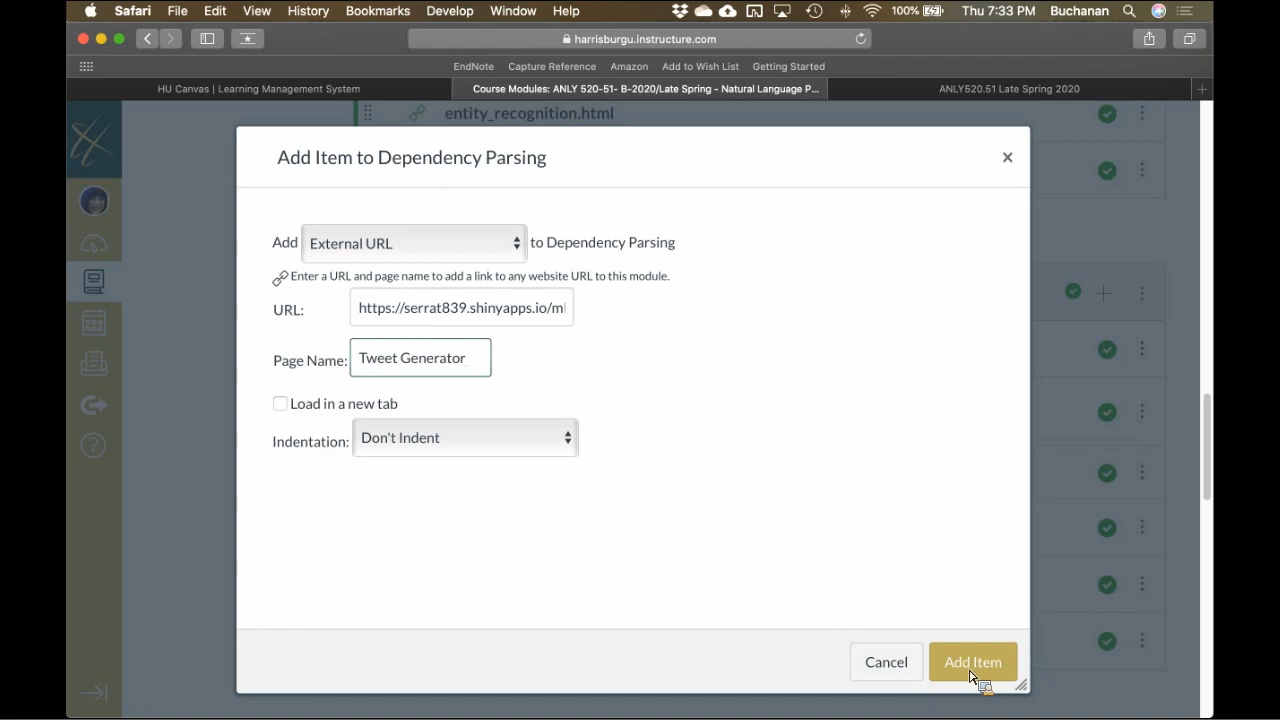 Safari File Edit View History Bookmarks Develop Window Help 100% Thu 7:33 PM Buchanan
harrisburgu.instructure.com
EndNote Capture Reference Amazon Add to Wish List Getting Started
HU Canvas | Learning Management System Course Modules: ANLY 520-51- B-2020/Late Spring - Natural Language P... ANLY520.51 Late Spring 2020
entity_recognition.html
Add Item to Dependency Parsing
Add External URL to Dependency Parsing
Enter a URL and page name to add a link to any website URL to this module.
URL: https://serrat839.shinyapps.io/ml
Page Name: Tweet Generator
Load in a new tab
Indentation: Don't Indent
Cancel Add Item